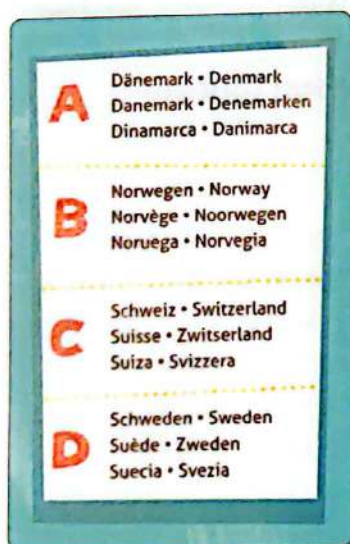 A
Dänemark • Denmark
Danemark • Denemarken
Dinamarca • Danimarca
B
Norwegen • Norway
Norvège • Noorwegen
Noruega • Norvegia
C
Schweiz • Switzerland
Suisse • Zwitserland
Suiza • Svizzera
D
Schweden • Sweden
Suède • Zweden
Suecia • Svezia